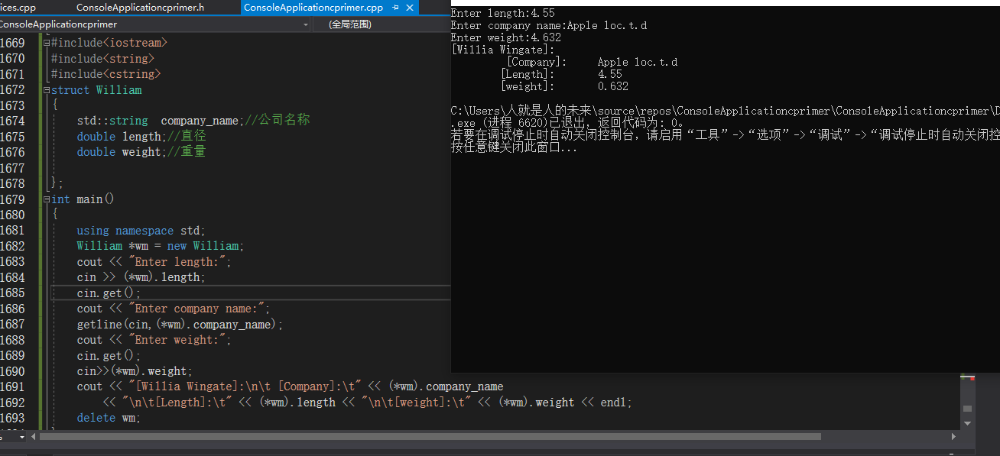 ices.cpp
ConsoleApplicationcprimer.h
ConsoleApplicationcprimer.cpp
ConsoleApplicationcprimer
(全局范围)
1669 #include<iostream>
1670 #include<string>
1671 #include<cstring>
1672 struct William
1673 {
1674 std::string company_name;//公司名称
1675 double length;//直径
1676 double weight;//重量
1677
1678 };
1679 int main()
1680 {
1681 using namespace std;
1682 William *wm = new William;
1683 cout << "Enter length:";
1684 cin >> (*wm).length;
1685 cin.get();
1686 cout << "Enter company name:";
1687 getline(cin,(*wm).company_name);
1688 cout << "Enter weight:";
1689 cin.get();
1690 cin>>(*wm).weight;
1691 cout << "[Willia Wingate]:\n\t [Company]:\t" << (*wm).company_name
1692 << "\n\t[Length]:\t" << (*wm).length << "\n\t[weight]:\t" << (*wm).weight << endl;
1693 delete wm;
Enter length:4.55
Enter company name:Apple loc.t.d
Enter weight:4.632
[Willia Wingate]:
[Company]: Apple loc.t.d
[Length]: 4.55
[weight]: 0.632
C:\Users\人就是人的未来\source\repos\ConsoleApplicationcprimer\ConsoleApplicationcprimer\D
.exe (进程 6620)已退出，返回代码为: 0。
若要在调试停止时自动关闭控制台，请启用“工具”->“选项”->“调试”->“调试停止时自动关闭控
按任意键关闭此窗口...